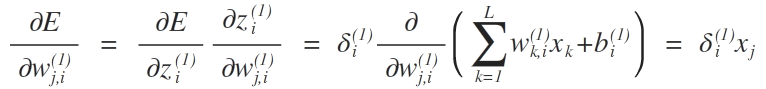 ∂E/∂w_{j,i}^{(1)} = ∂E/∂z_i^{(1)} ∂z_i^{(1)}/∂w_{j,i}^{(1)} = δ_i^{(1)} ∂/∂w_{j,i}^{(1)} ( ∑_{k=1}^{L} w_{k,i}^{(1)} x_k + b_i^{(1)} ) = δ_i^{(1)} x_j